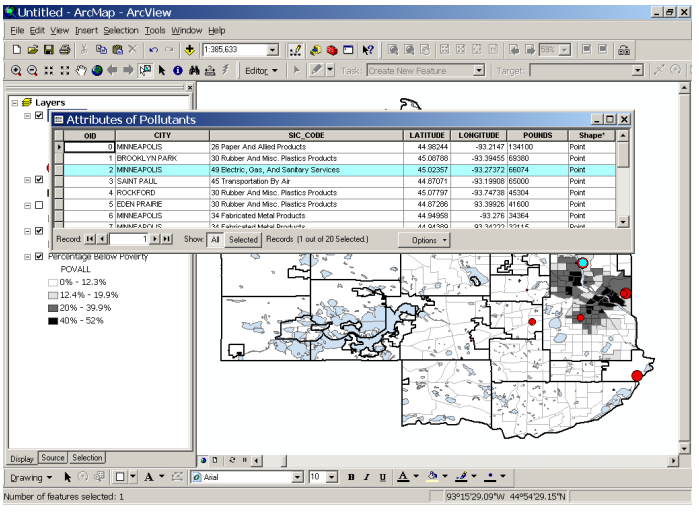 Untitled - ArcMap - ArcView
File Edit View Insert Selection Tools Window Help
1:385,633 59%
Editor Task: Create New Feature Target:
Layers
Attributes of Pollutants
OID CITY SIC_CODE LATITUDE LONGITUDE POUNDS Shape*
0 MINNEAPOLIS 26 Paper And Allied Products 44.98244 -93.2147 134100 Point
1 BROOKLYN PARK 30 Rubber And Misc. Plastics Products 45.08788 -93.39455 69380 Point
2 MINNEAPOLIS 49 Electric, Gas, And Sanitary Services 45.02357 -93.27372 66074 Point
3 SAINT PAUL 45 Transportation By Air 44.87071 -93.19908 65000 Point
4 ROCKFORD 30 Rubber And Misc. Plastics Products 45.07797 -93.74738 45304 Point
5 EDEN PRAIRIE 30 Rubber And Misc. Plastics Products 44.87286 93.39926 41600 Point
6 MINNEAPOLIS 34 Fabricated Metal Products 44.94958 -93.276 34364 Point
7 MINNEAPOLIS 34 Fabricated Metal Products 44.94389 -93.34222 32115 Point
Record: 1 Show: All Selected Records (1 out of 20 Selected.) Options
Percentage Below Poverty
POVALL
0% - 12.3%
12.4% - 19.9%
20% - 39.9%
40% - 52%
Display Source Selection
Drawing A Arial 10 B I U A
Number of features selected: 1 93°15'29.09"W 44°54'29.15"N